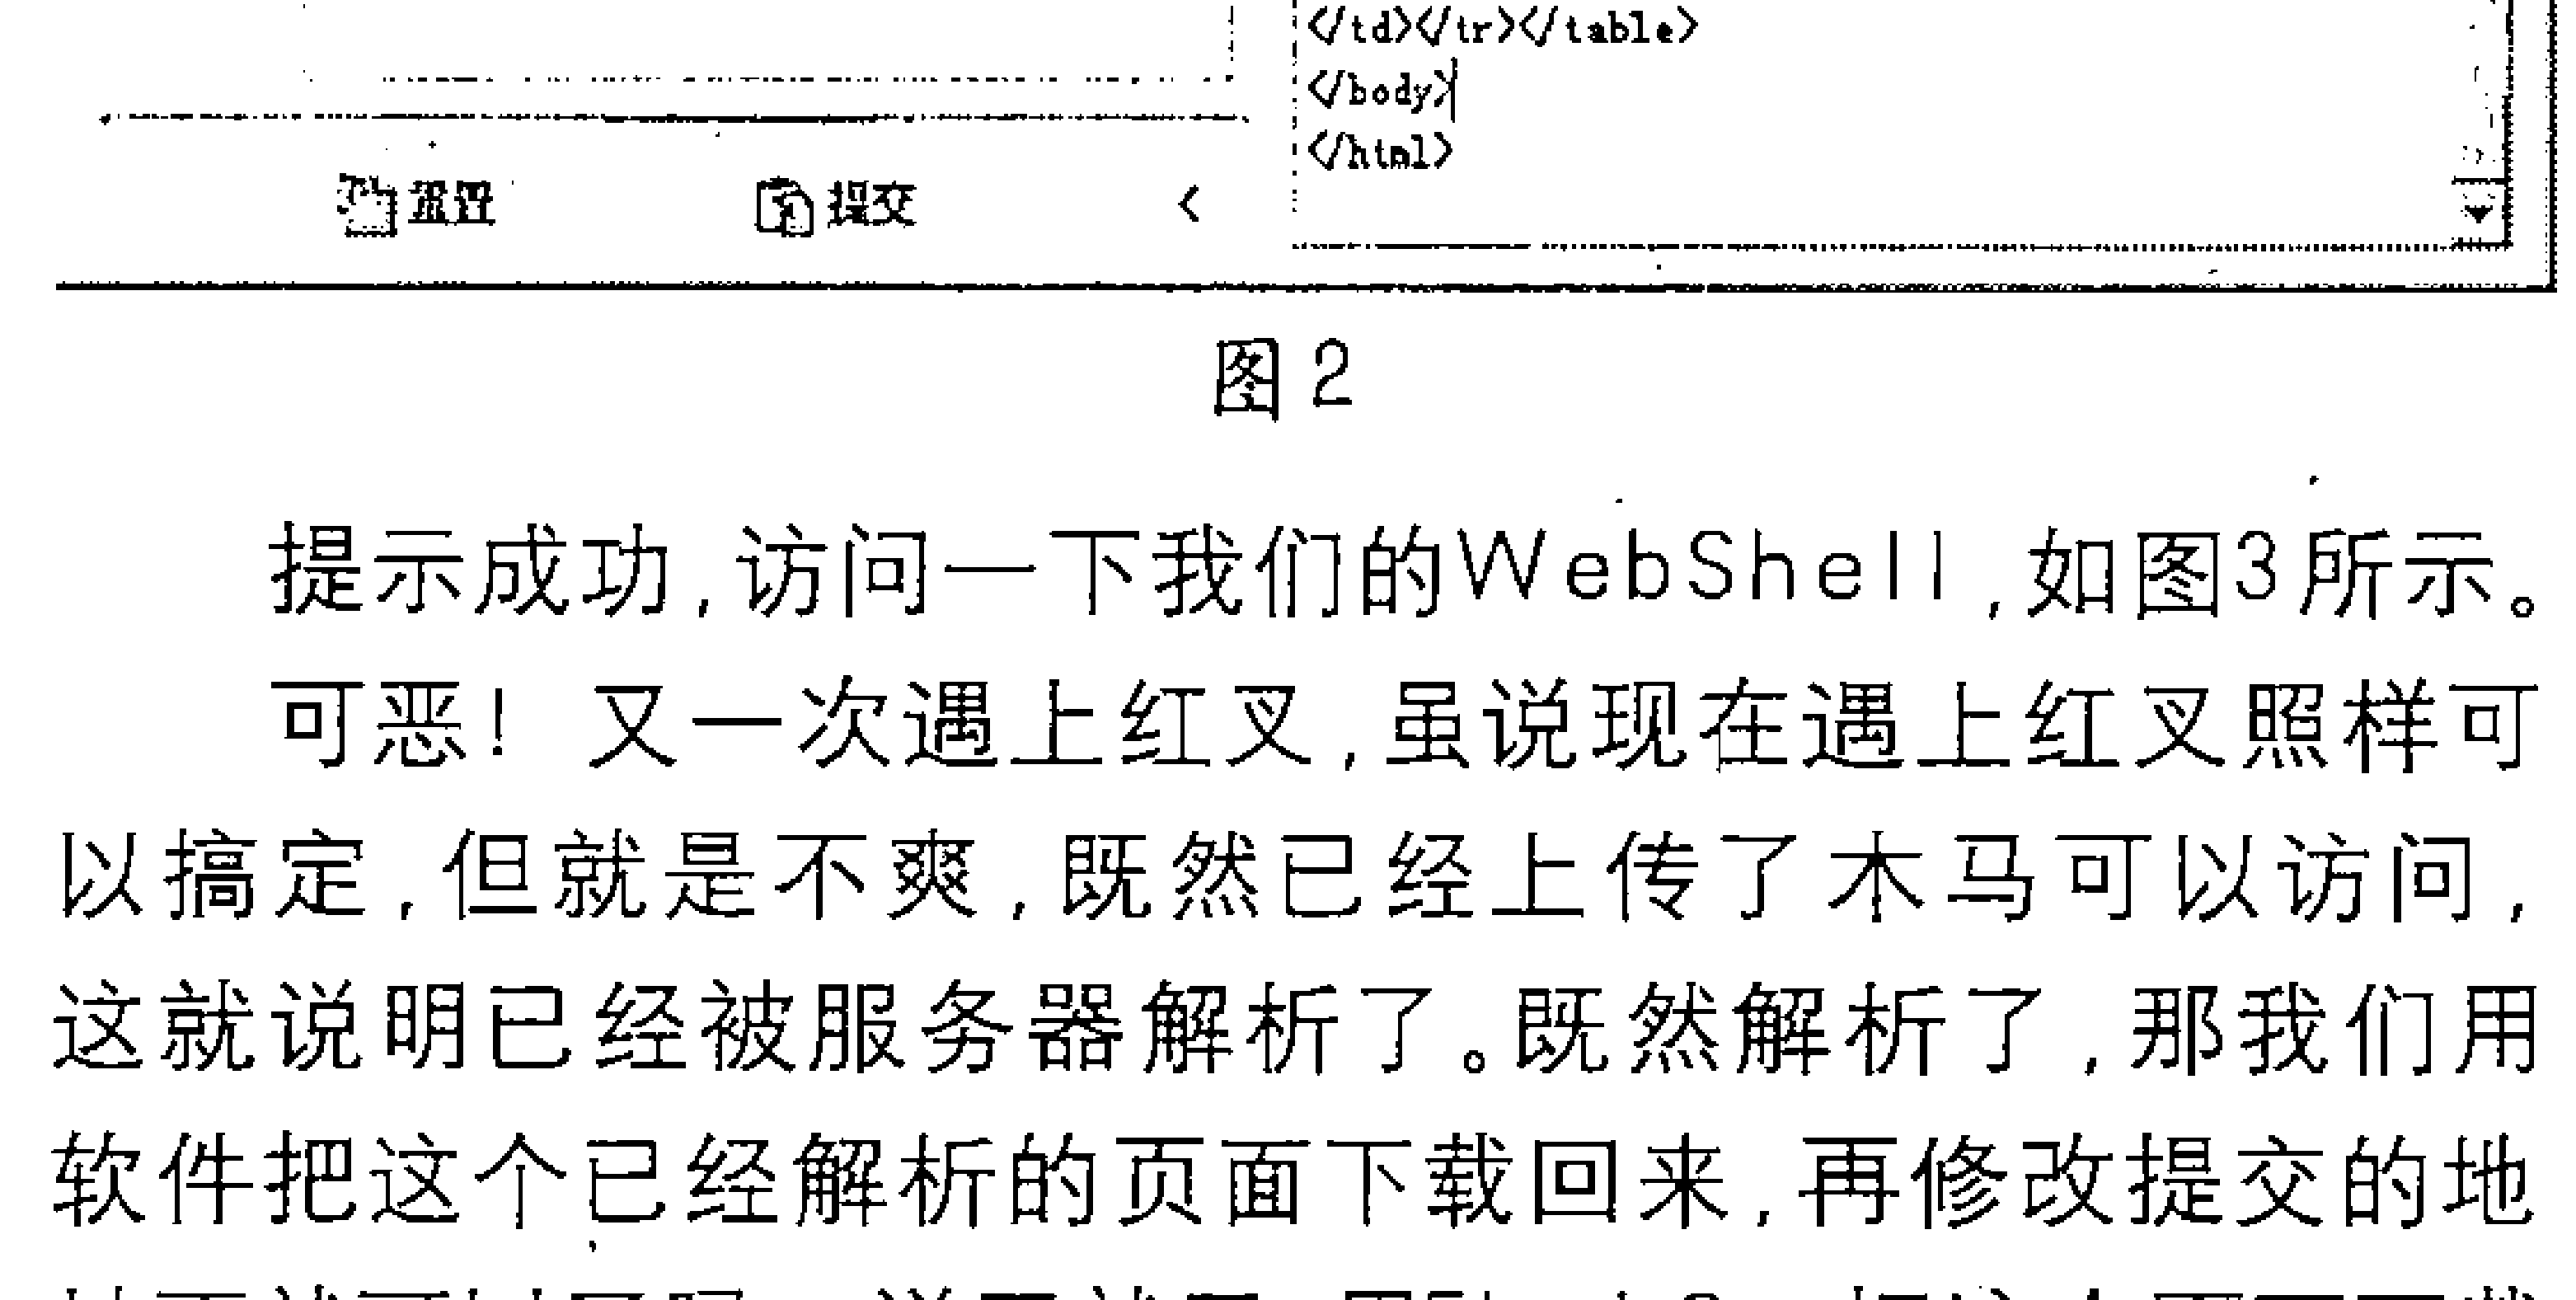 </td></tr></table>
</body>
</html>
重置 提交 <
图2
提示成功,访问一下我们的WebShell,如图3所示。
可恶! 又一次遇上红叉,虽说现在遇上红叉照样可
以搞定,但就是不爽,既然已经上传了木马可以访问,
这就说明已经被服务器解析了。既然解析了,那我们用
软件把这个已经解析的页面下载回来,再修改提交的地